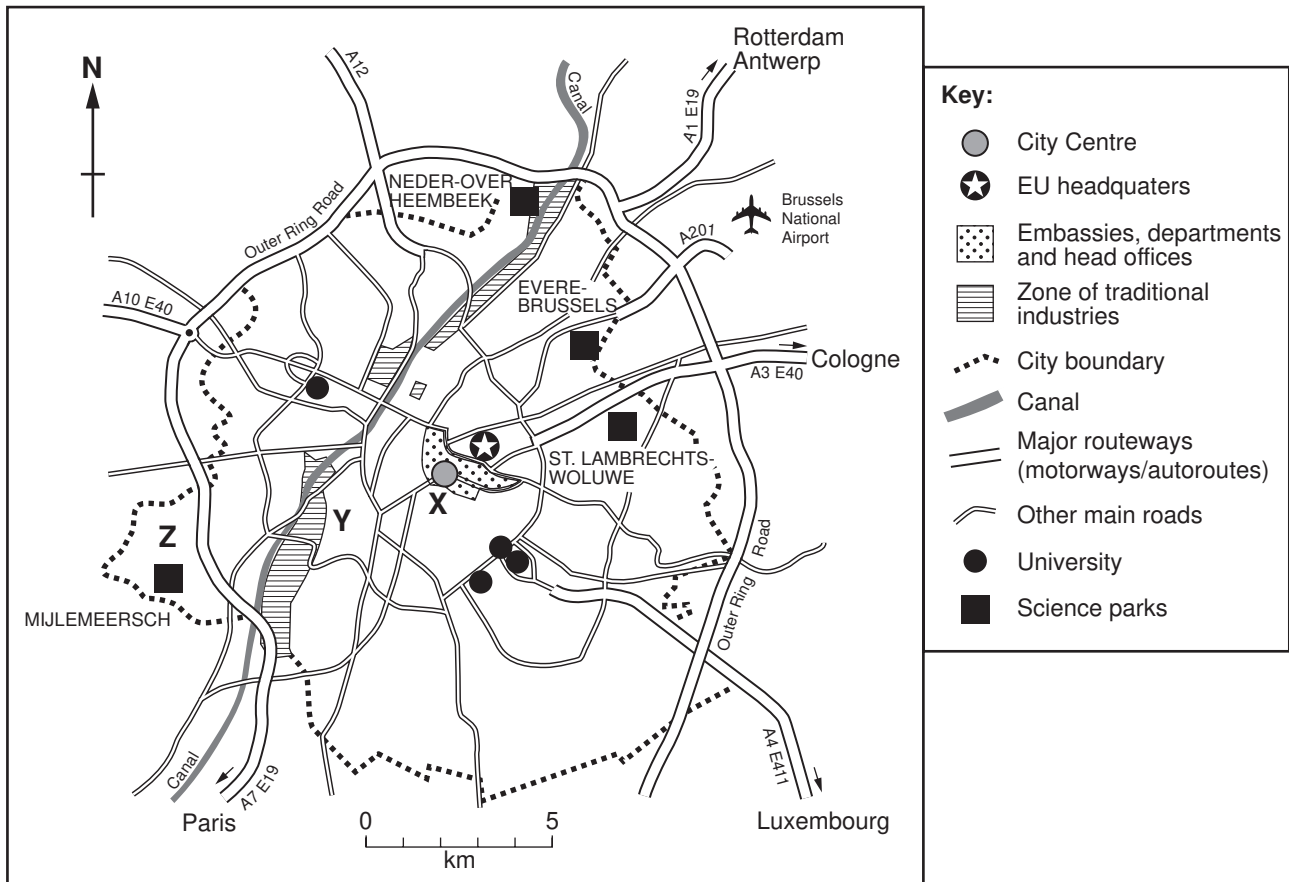 Rotterdam
Antwerp
N
A12
Canal
A1 E19
NEDER-OVER
HEEMBEEK
Outer Ring Road
Brussels
National
Airport
A201
EVERE-
BRUSSELS
A10 E40
Cologne
A3 E40
ST. LAMBRECHTS-
WOLUWE
X
Y
Z
MIJLEMEERSCH
Outer Ring Road
Canal
A7 E19
Paris
A4 E411
Luxembourg
0 5
km
Key:
City Centre
EU headquaters
Embassies, departments
and head offices
Zone of traditional
industries
City boundary
Canal
Major routeways
(motorways/autoroutes)
Other main roads
University
Science parks